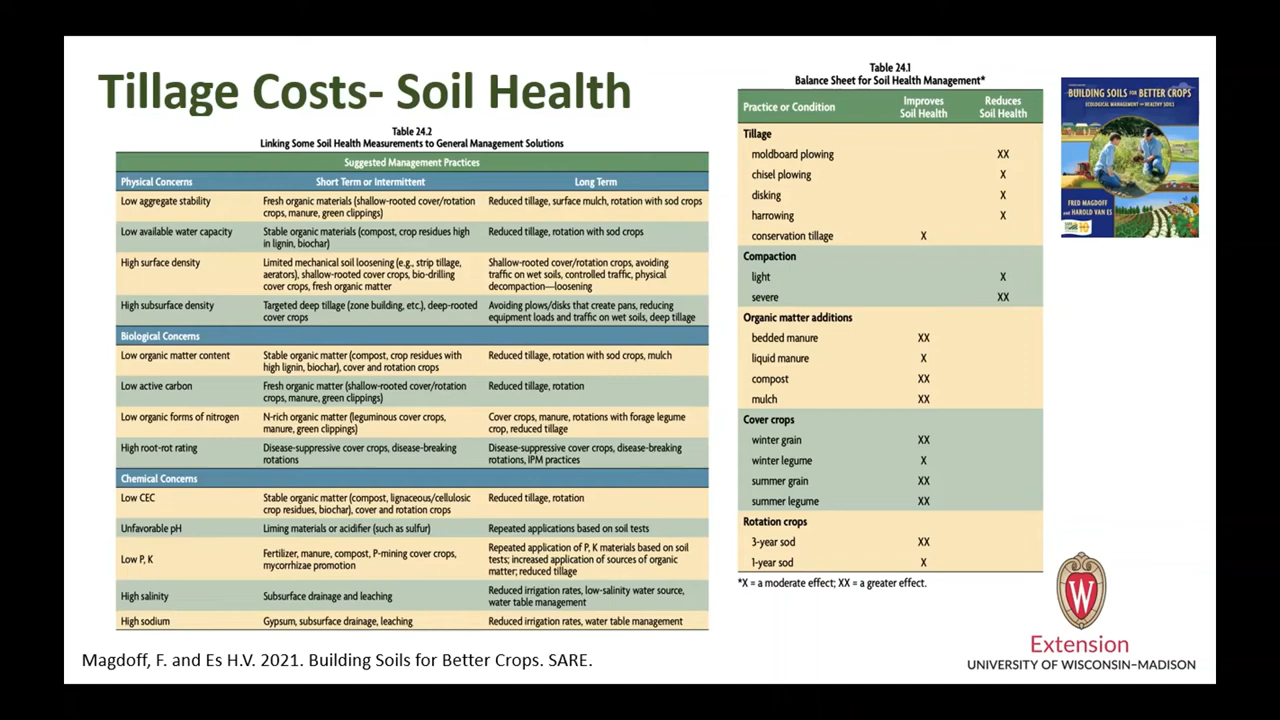 Tillage Costs- Soil Health
Table 24.2
Linking Some Soil Health Measurements to General Management Solutions
Suggested Management Practices
Physical Concerns Short Term or Intermittent Long Term
Low aggregate stability Fresh organic materials (shallow-rooted cover/rotation Reduced tillage, surface mulch, rotation with sod crops
crops, manure, green clippings)
Low available water capacity Stable organic materials (compost, crop residues high Reduced tillage, rotation with sod crops
in lignin, biochar)
High surface density Limited mechanical soil loosening (e.g., strip tillage, Shallow-rooted cover/rotation crops, avoiding
aerators), shallow-rooted cover crops, bio-drilling traffic on wet soils, controlled traffic, physical
cover crops, fresh organic matter decompaction—loosening
High subsurface density Targeted deep tillage (zone building, etc.), deep-rooted Avoiding plows/disks that create pans, reducing
cover crops equipment loads and traffic on wet soils, deep tillage
Biological Concerns
Low organic matter content Stable organic matter (compost, crop residues with Reduced tillage, rotation with sod crops, mulch
high lignin, biochar), cover and rotation crops
Low active carbon Fresh organic matter (shallow-rooted cover/rotation Reduced tillage, rotation
crops, manure, green clippings)
Low organic forms of nitrogen N-rich organic matter (leguminous cover crops, Cover crops, manure, rotations with forage legume
manure, green clippings) crop, reduced tillage
High root-rot rating Disease-suppressive cover crops, disease-breaking Disease-suppressive cover crops, disease-breaking
rotations rotations, IPM practices
Chemical Concerns
Low CEC Stable organic matter (compost, lignaceous/cellulosic Reduced tillage, rotation
crop residues, biochar), cover and rotation crops
Unfavorable pH Liming materials or acidifier (such as sulfur) Repeated applications based on soil tests
Low P, K Fertilizer, manure, compost, P-mining cover crops, Repeated application of P, K materials based on soil
mycorrhizae promotion tests; increased application of sources of organic
matter; reduced tillage
High salinity Subsurface drainage and leaching Reduced irrigation rates, low-salinity water source,
water table management
High sodium Gypsum, subsurface drainage, leaching Reduced irrigation rates, water table management
Magdoff, F. and Es H.V. 2021. Building Soils for Better Crops. SARE.
Table 24.1
Balance Sheet for Soil Health Management*
Practice or Condition Improves Soil Health Reduces Soil Health
Tillage
moldboard plowing XX
chisel plowing X
disking X
harrowing X
conservation tillage X
Compaction
light X
severe XX
Organic matter additions
bedded manure XX
liquid manure X
compost XX
mulch XX
Cover crops
winter grain XX
winter legume X
summer grain XX
summer legume XX
Rotation crops
3-year sod XX
1-year sod X
*X = a moderate effect; XX = a greater effect.
BUILDING SOILS FOR BETTER CROPS
ECOLOGICAL MANAGEMENT FOR HEALTHY SOILS
FRED MAGDOFF
and HAROLD VAN ES
W
Extension
UNIVERSITY OF WISCONSIN–MADISON